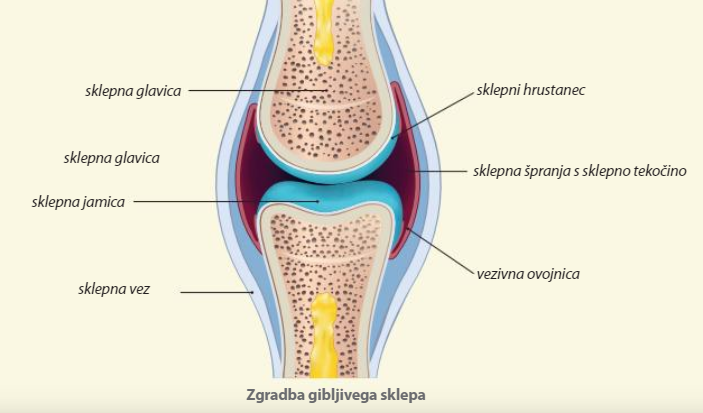 sklepna glavica
sklepni hrustanec
sklepna glavica
sklepna špranja s sklepno tekočino
sklepna jamica
vezivna ovojnica
sklepna vez
Zgradba gibljivega sklepa